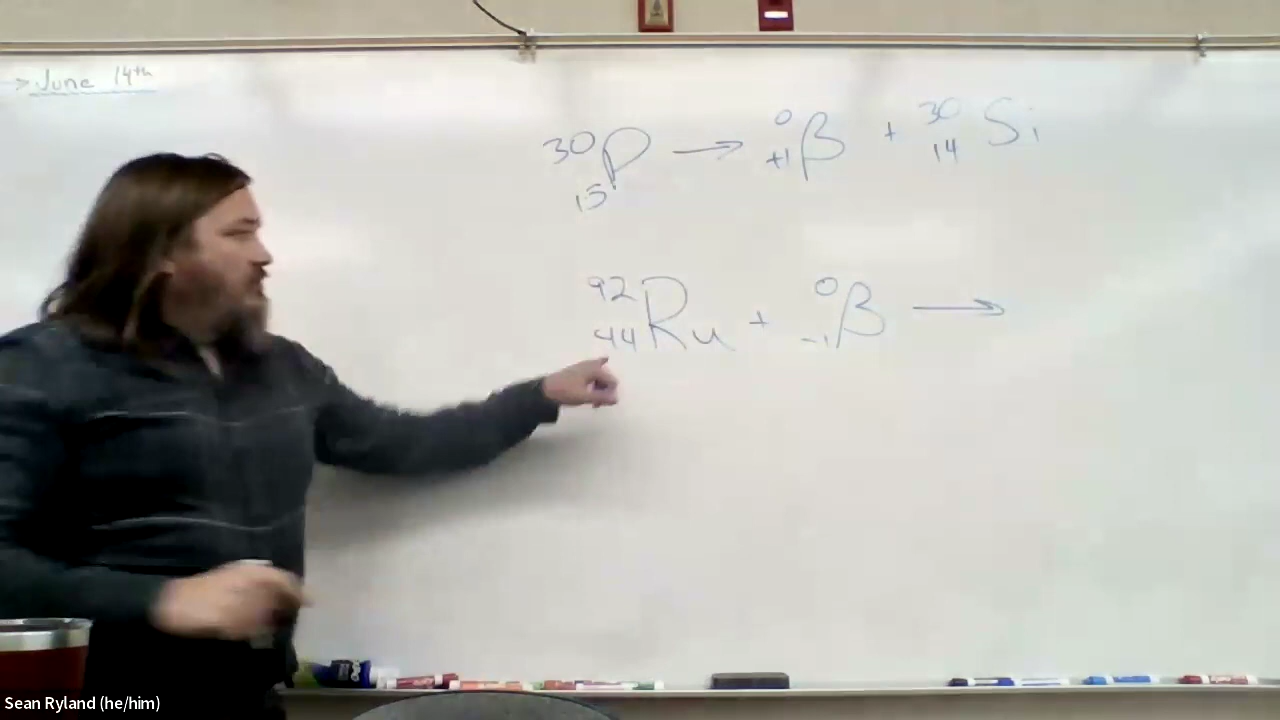 > June 14th
30 15 P → 0 +1 β + 30 14 Si
92 44 Ru + 0 -1 β →
Sean Ryland (he/him)